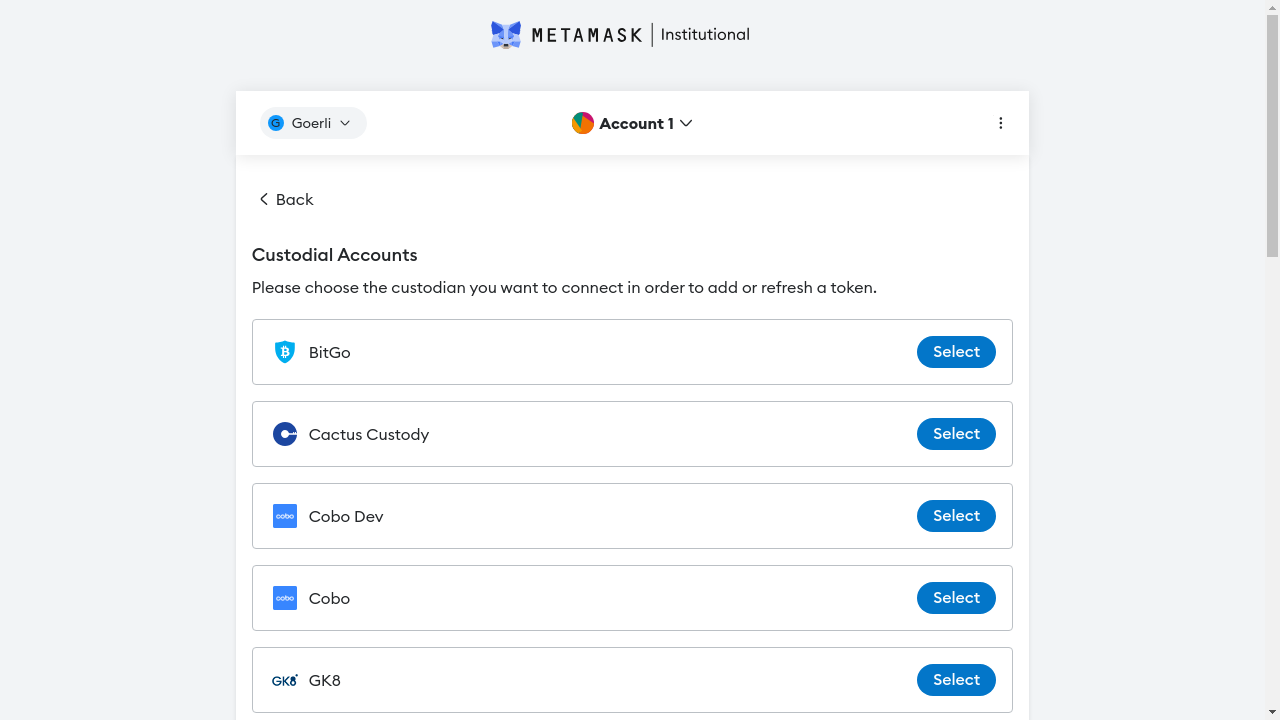 METAMASK | Institutional
G Goerli
Account 1
Back
Custodial Accounts
Please choose the custodian you want to connect in order to add or refresh a token.
BitGo Select
Cactus Custody Select
cobo Cobo Dev Select
cobo Cobo Select
GK8 GK8 Select